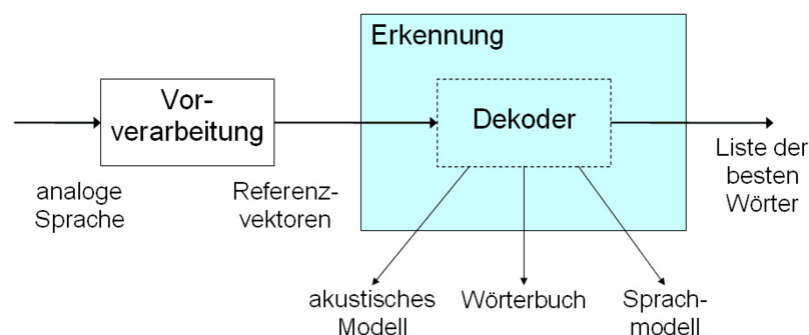 Erkennung
Vor-
verarbeitung
Dekoder
analoge
Sprache
Referenz-
vektoren
Liste der
besten
Wörter
akustisches
Modell
Wörterbuch
Sprach-
modell